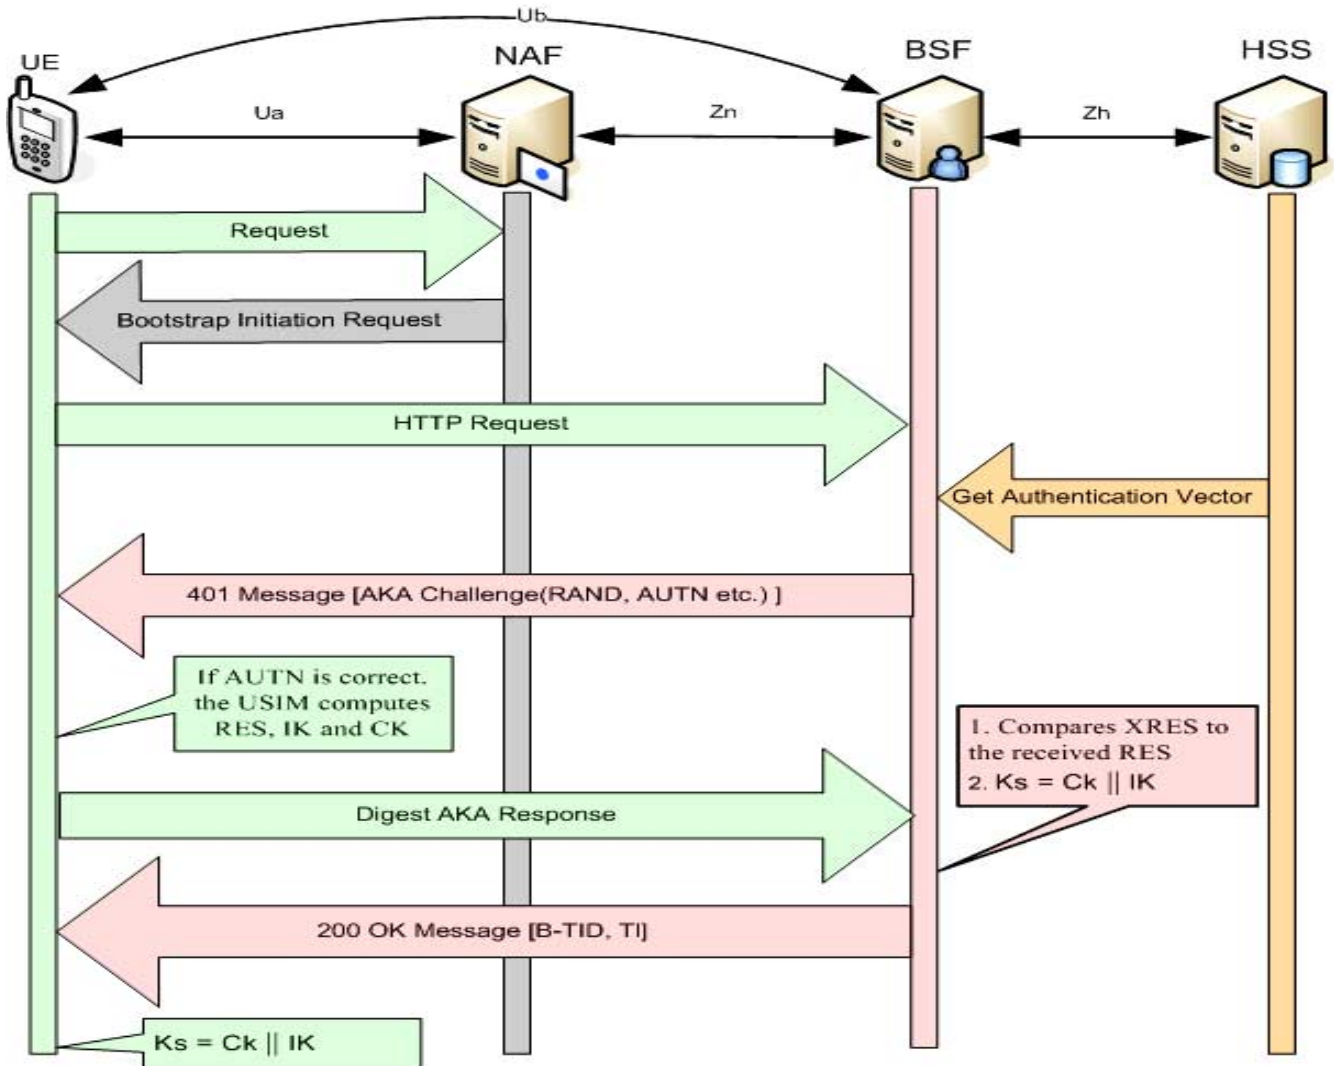 Ub
UE
NAF
BSF
HSS
Ua
Zn
Zh
Request
Bootstrap Initiation Request
HTTP Request
Get Authentication Vector
401 Message [AKA Challenge(RAND, AUTN etc.) ]
If AUTN is correct.
the USIM computes
RES, IK and CK
1. Compares XRES to
the received RES
2. Ks = Ck || IK
Digest AKA Response
200 OK Message [B-TID, TI]
Ks = Ck || IK